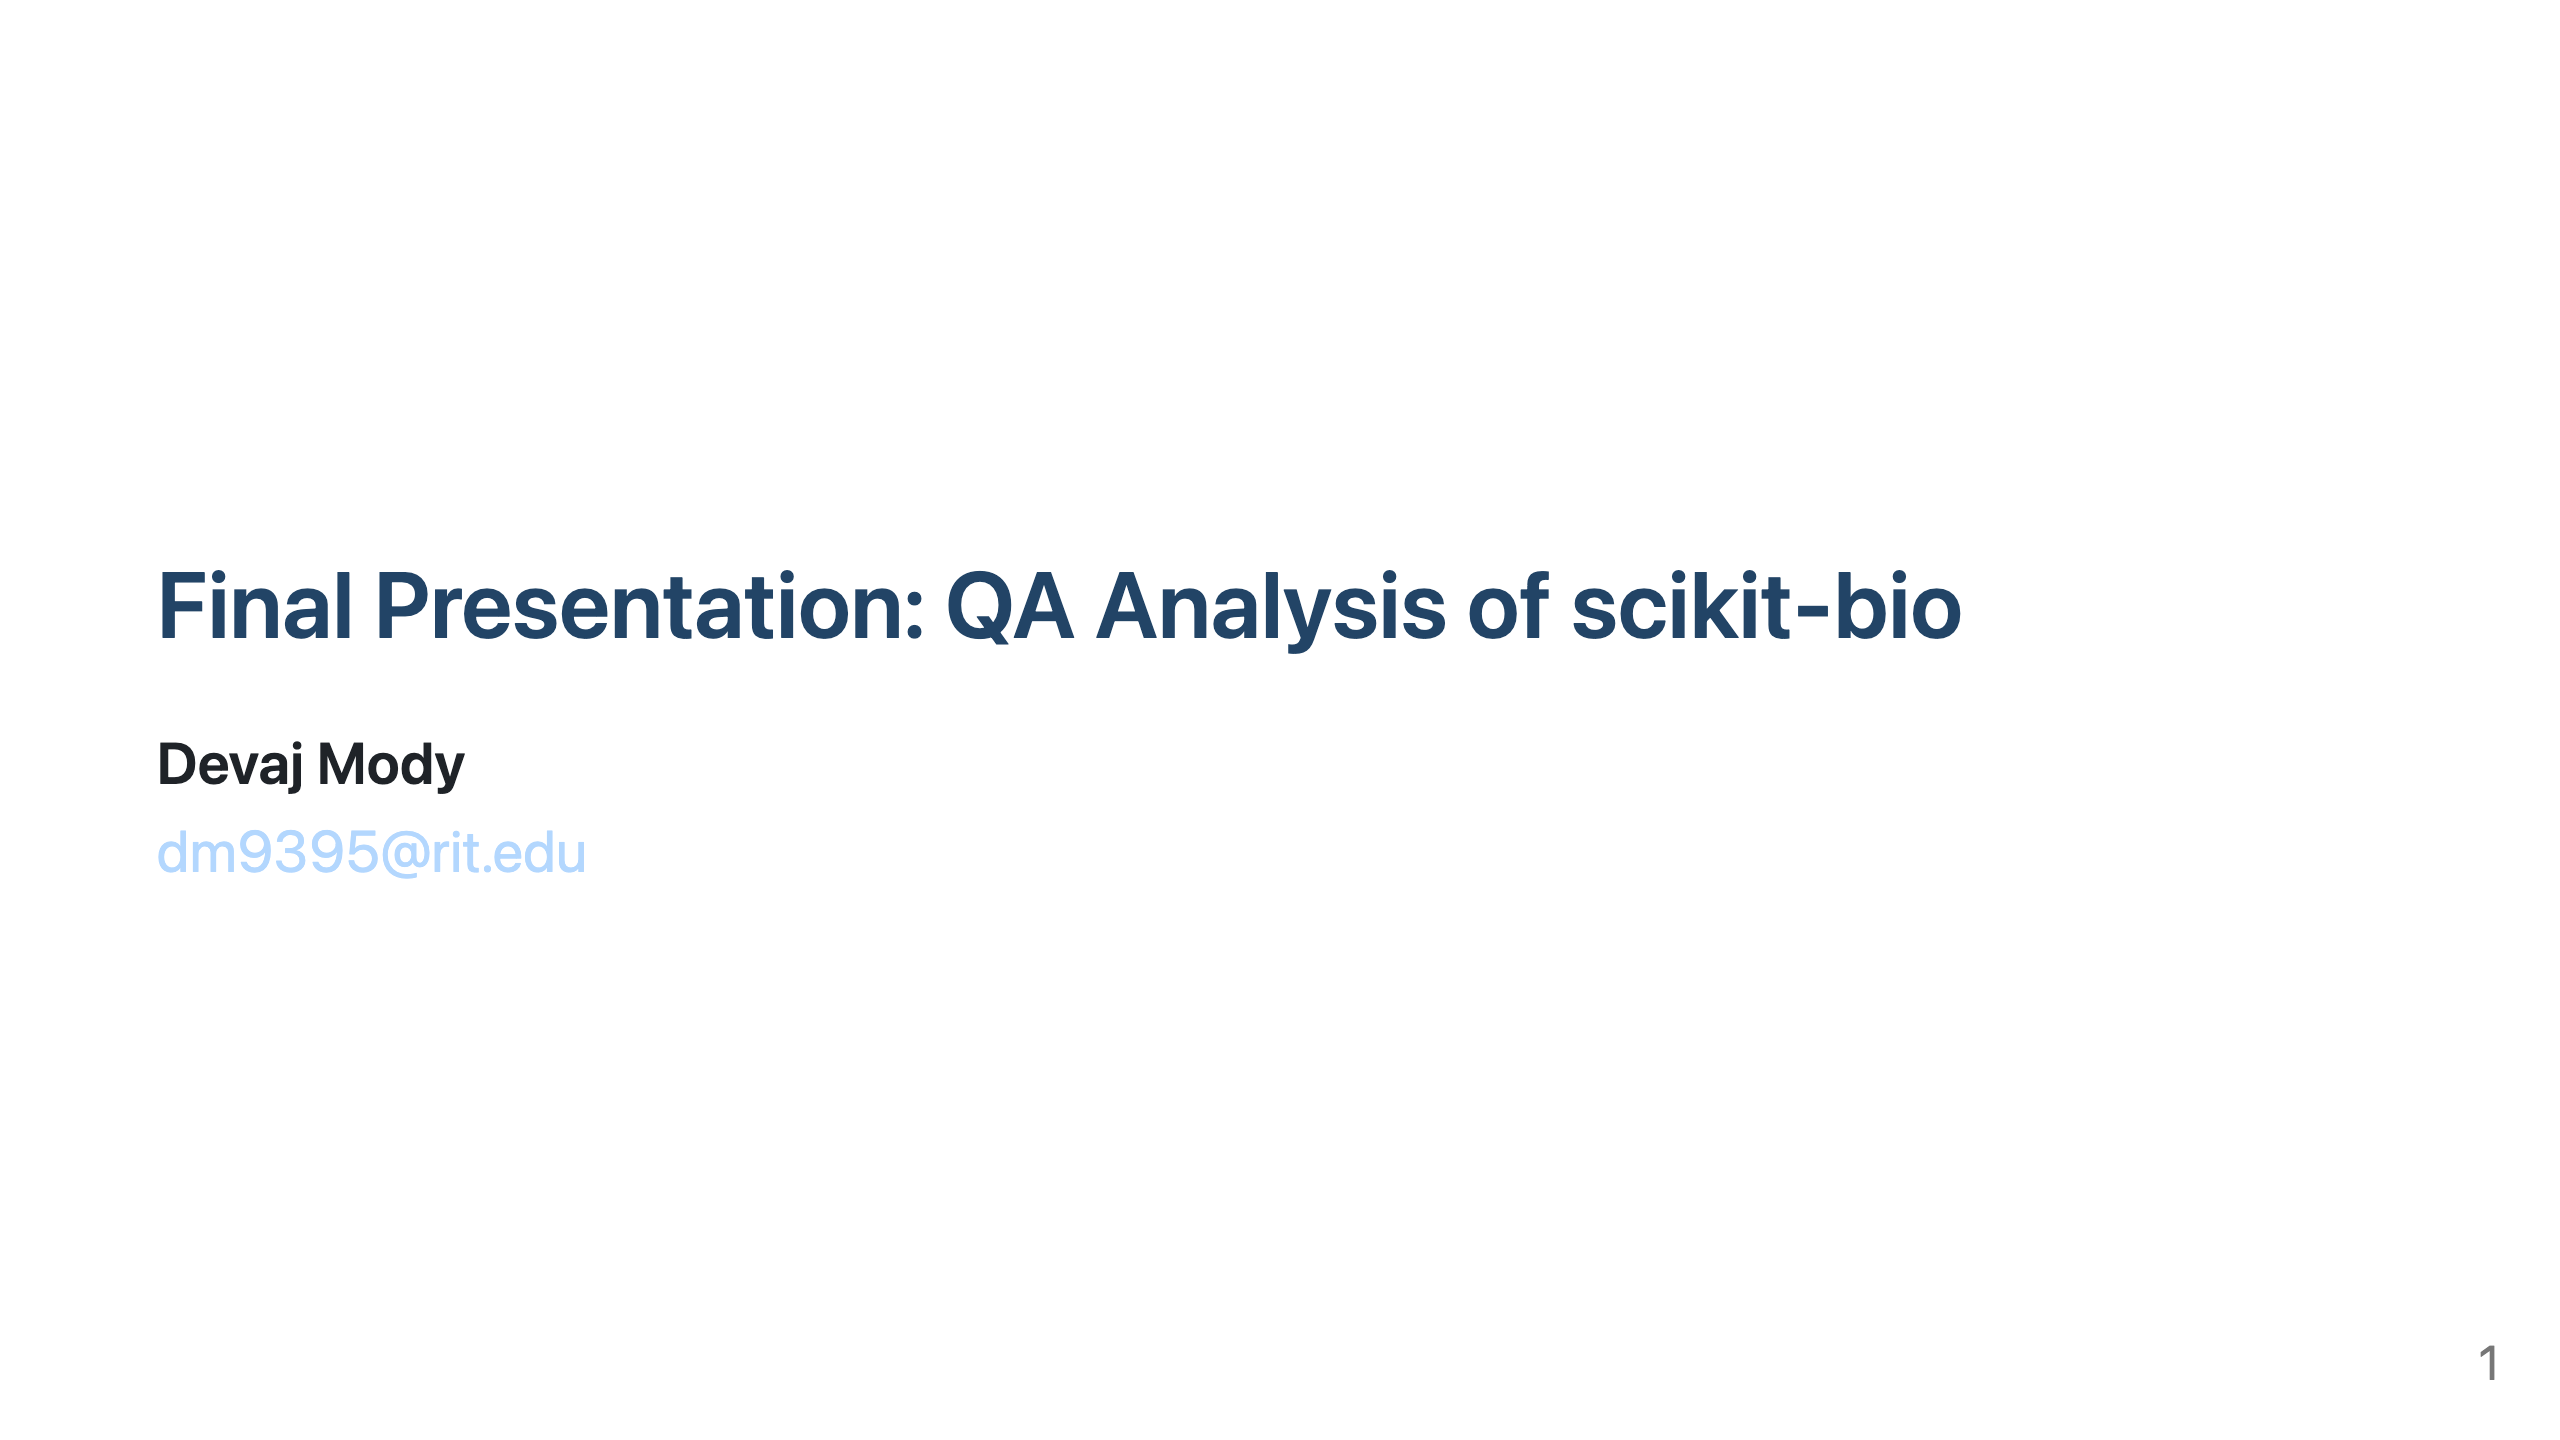 Final Presentation: QA Analysis of scikit-bio
Devaj Mody
dm9395@rit.edu
1